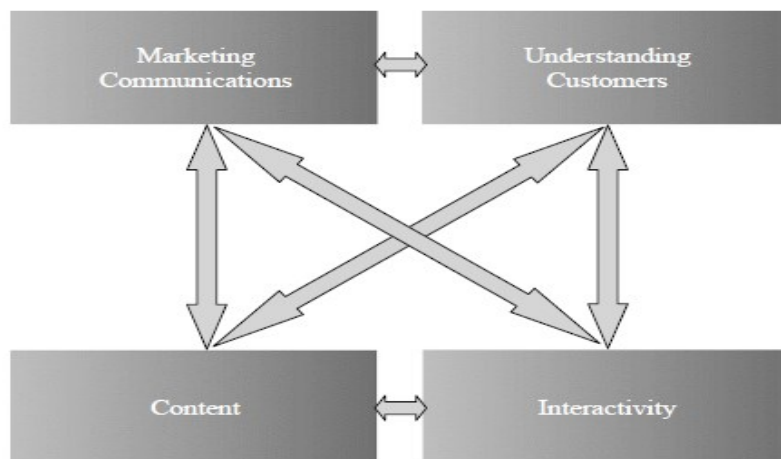 Marketing
Communications
Understanding
Customers
Content
Interactivity